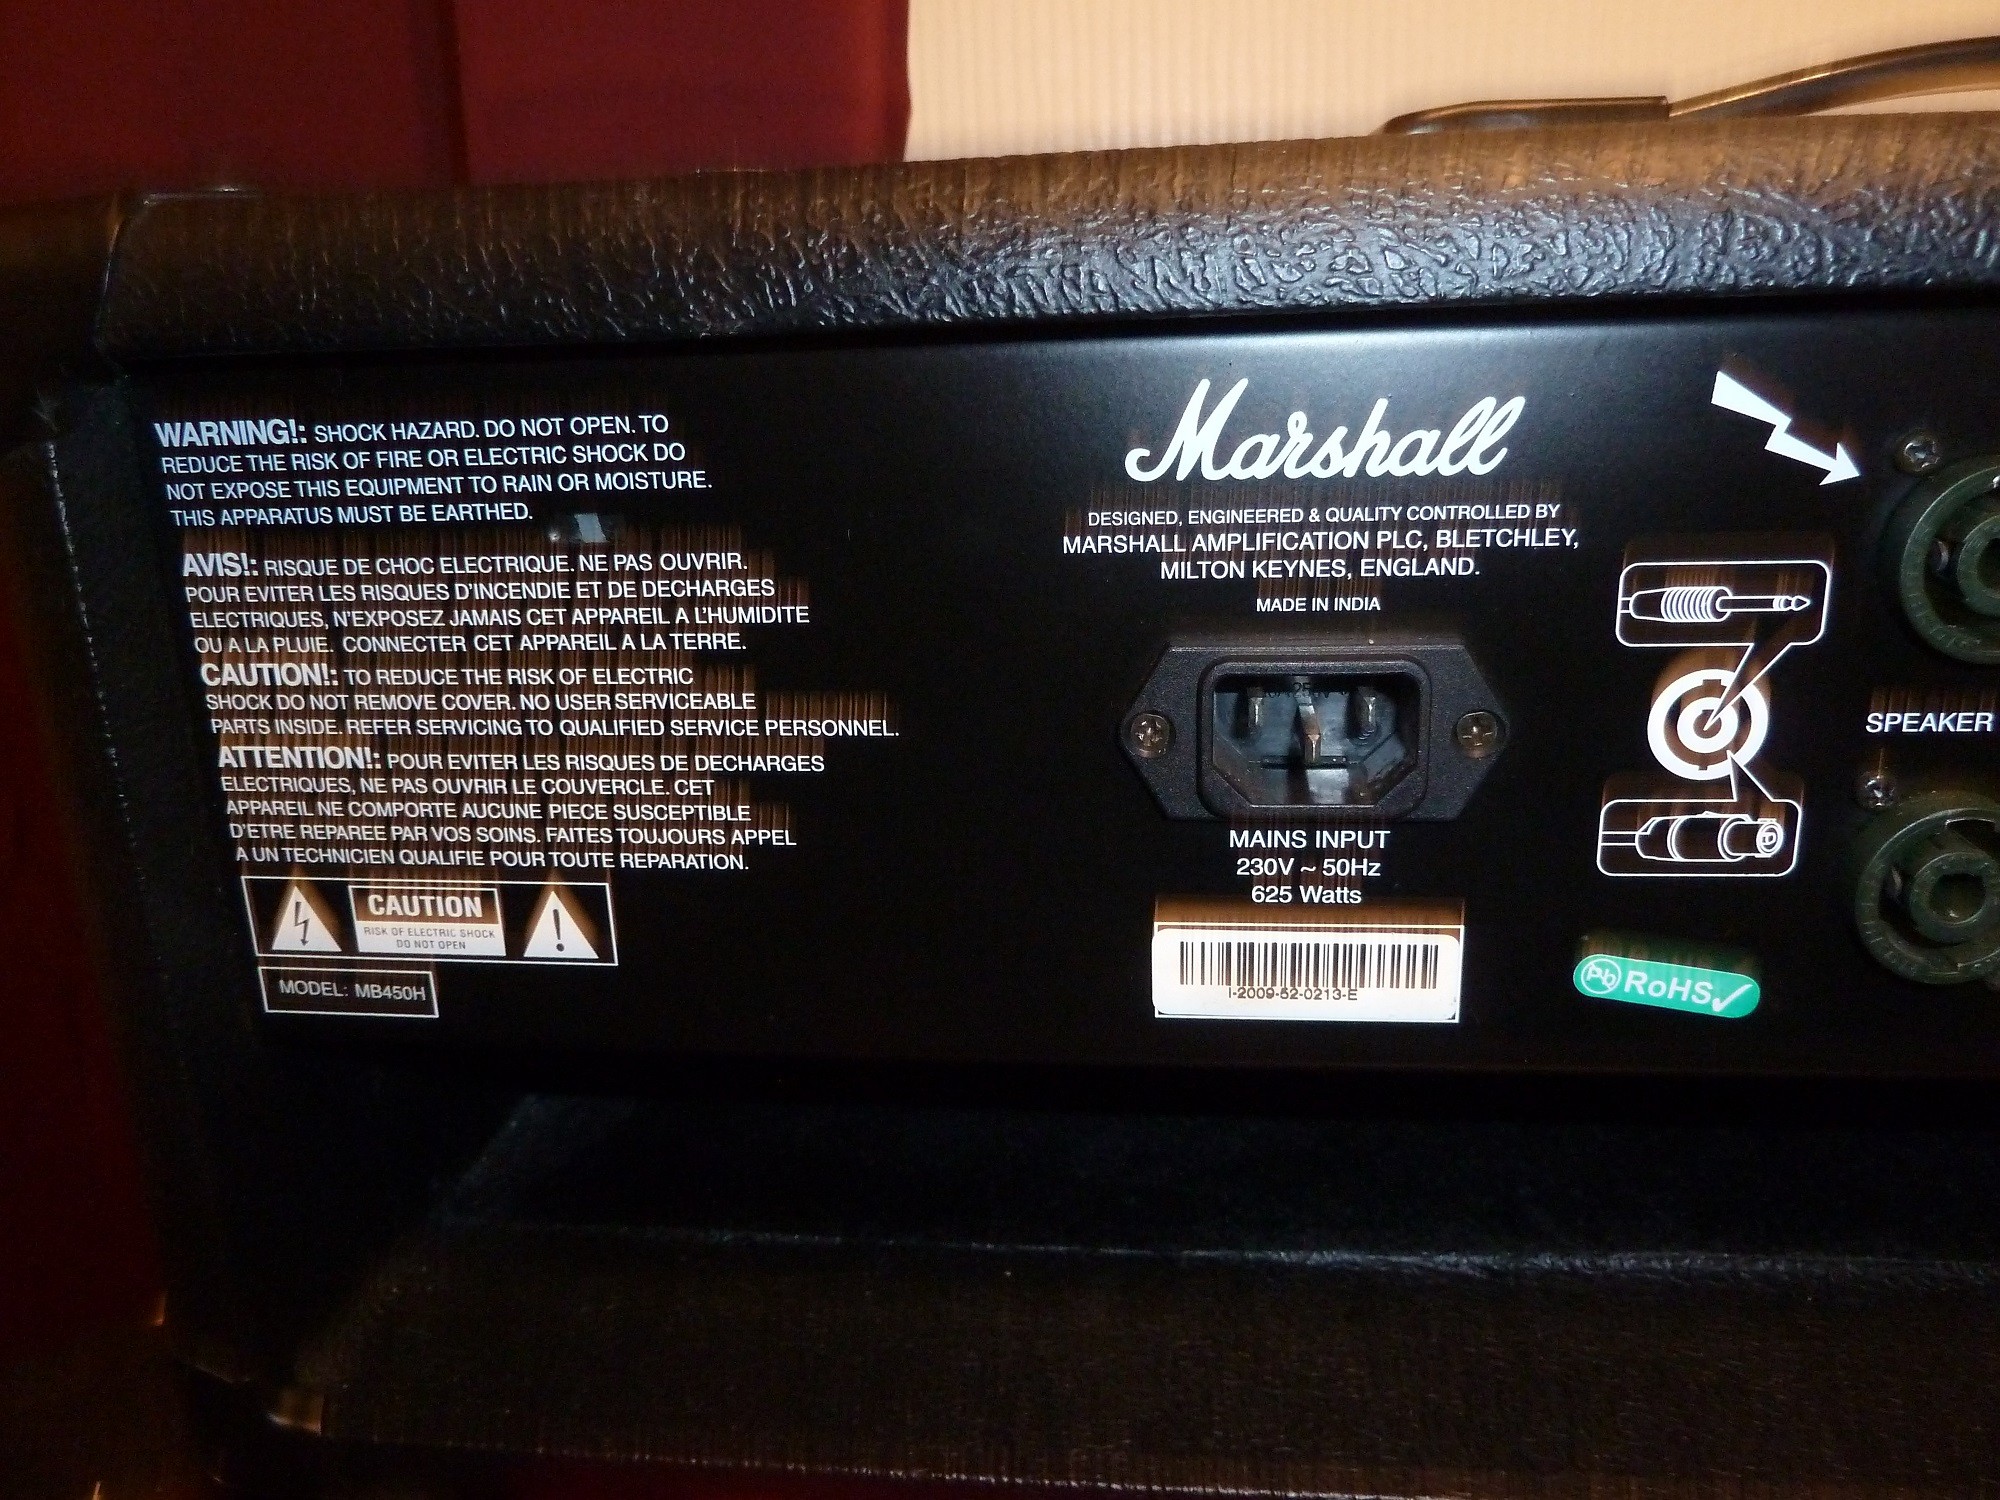 WARNING!: SHOCK HAZARD. DO NOT OPEN. TO
REDUCE THE RISK OF FIRE OR ELECTRIC SHOCK DO
NOT EXPOSE THIS EQUIPMENT TO RAIN OR MOISTURE.
THIS APPARATUS MUST BE EARTHED.
AVIS!: RISQUE DE CHOC ELECTRIQUE. NE PAS OUVRIR.
POUR EVITER LES RISQUES D'INCENDIE ET DE DECHARGES
ELECTRIQUES, N'EXPOSEZ JAMAIS CET APPAREIL A L'HUMIDITE
OU A LA PLUIE. CONNECTER CET APPAREIL A LA TERRE.
CAUTION!: TO REDUCE THE RISK OF ELECTRIC
SHOCK DO NOT REMOVE COVER. NO USER SERVICEABLE
PARTS INSIDE. REFER SERVICING TO QUALIFIED SERVICE PERSONNEL.
ATTENTION!: POUR EVITER LES RISQUES DE DECHARGES
ELECTRIQUES, NE PAS OUVRIR LE COUVERCLE. CET
APPAREIL NE COMPORTE AUCUNE PIECE SUSCEPTIBLE
D'ETRE REPAREE PAR VOS SOINS. FAITES TOUJOURS APPEL
A UN TECHNICIEN QUALIFIE POUR TOUTE REPARATION.
CAUTION
RISK OF ELECTRIC SHOCK
DO NOT OPEN
MODEL: MB450H
Marshall
DESIGNED, ENGINEERED & QUALITY CONTROLLED BY
MARSHALL AMPLIFICATION PLC, BLETCHLEY,
MILTON KEYNES, ENGLAND.
MADE IN INDIA
MAINS INPUT
230V ~ 50Hz
625 Watts
I-2009-52-0213-E
Pb RoHS
SPEAKER